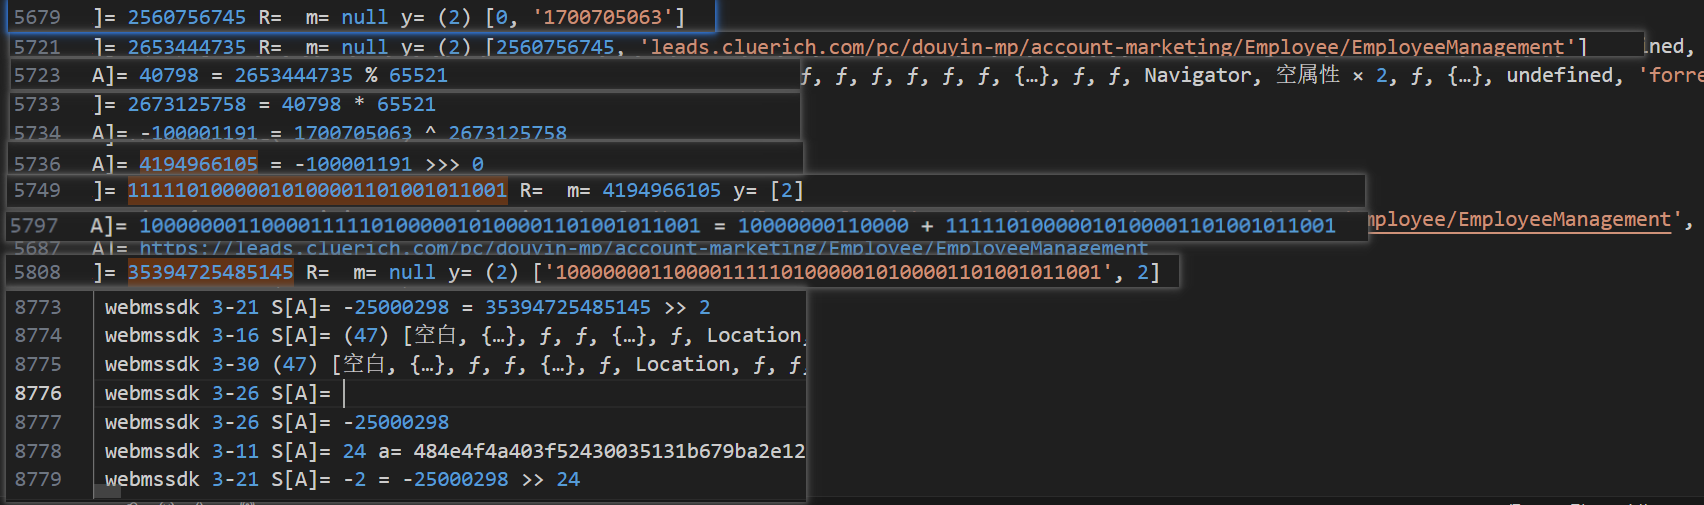 5679 ]= 2560756745 R=  m= null y= (2) [0, '1700705063']
5721 ]= 2653444735 R=  m= null y= (2) [2560756745, 'leads.cluerich.com/pc/douyin-mp/account-marketing/Employee/EmployeeManagement'] ned,
5723 A]= 40798 = 2653444735 % 65521 ƒ, ƒ, ƒ, ƒ, ƒ, ƒ, {…}, ƒ, ƒ, Navigator, 空属性 × 2, ƒ, {…}, undefined, 'forre
5733 ]= 2673125758 = 40798 * 65521
5734 A]= -100001191 = 1700705063 ^ 2673125758
5736 A]= 4194966105 = -100001191 >>> 0
5749 ]= 11111010000010100001101001011001 R=  m= 4194966105 y= [2]
5797 A]= 1000000011000011111010000010100001101001011001 = 10000000110000 + 11111010000010100001101001011001 mployee/EmployeeManagement',
5687 A]= https://leads.cluerich.com/pc/douyin-mp/account-marketing/Employee/EmployeeManagement
5808 ]= 35394725485145 R=  m= null y= (2) ['1000000011000011111010000010100001101001011001', 2]
8773 webmssdk 3-21 S[A]= -25000298 = 35394725485145 >> 2
8774 webmssdk 3-16 S[A]= (47) [空白, {…}, ƒ, ƒ, {…}, ƒ, Location,
8775 webmssdk 3-30 (47) [空白, {…}, ƒ, ƒ, {…}, ƒ, Location, ƒ, ƒ,
8776 webmssdk 3-26 S[A]=
8777 webmssdk 3-26 S[A]= -25000298
8778 webmssdk 3-11 S[A]= 24 a= 484e4f4a403f52430035131b679ba2e12
8779 webmssdk 3-21 S[A]= -2 = -25000298 >> 24